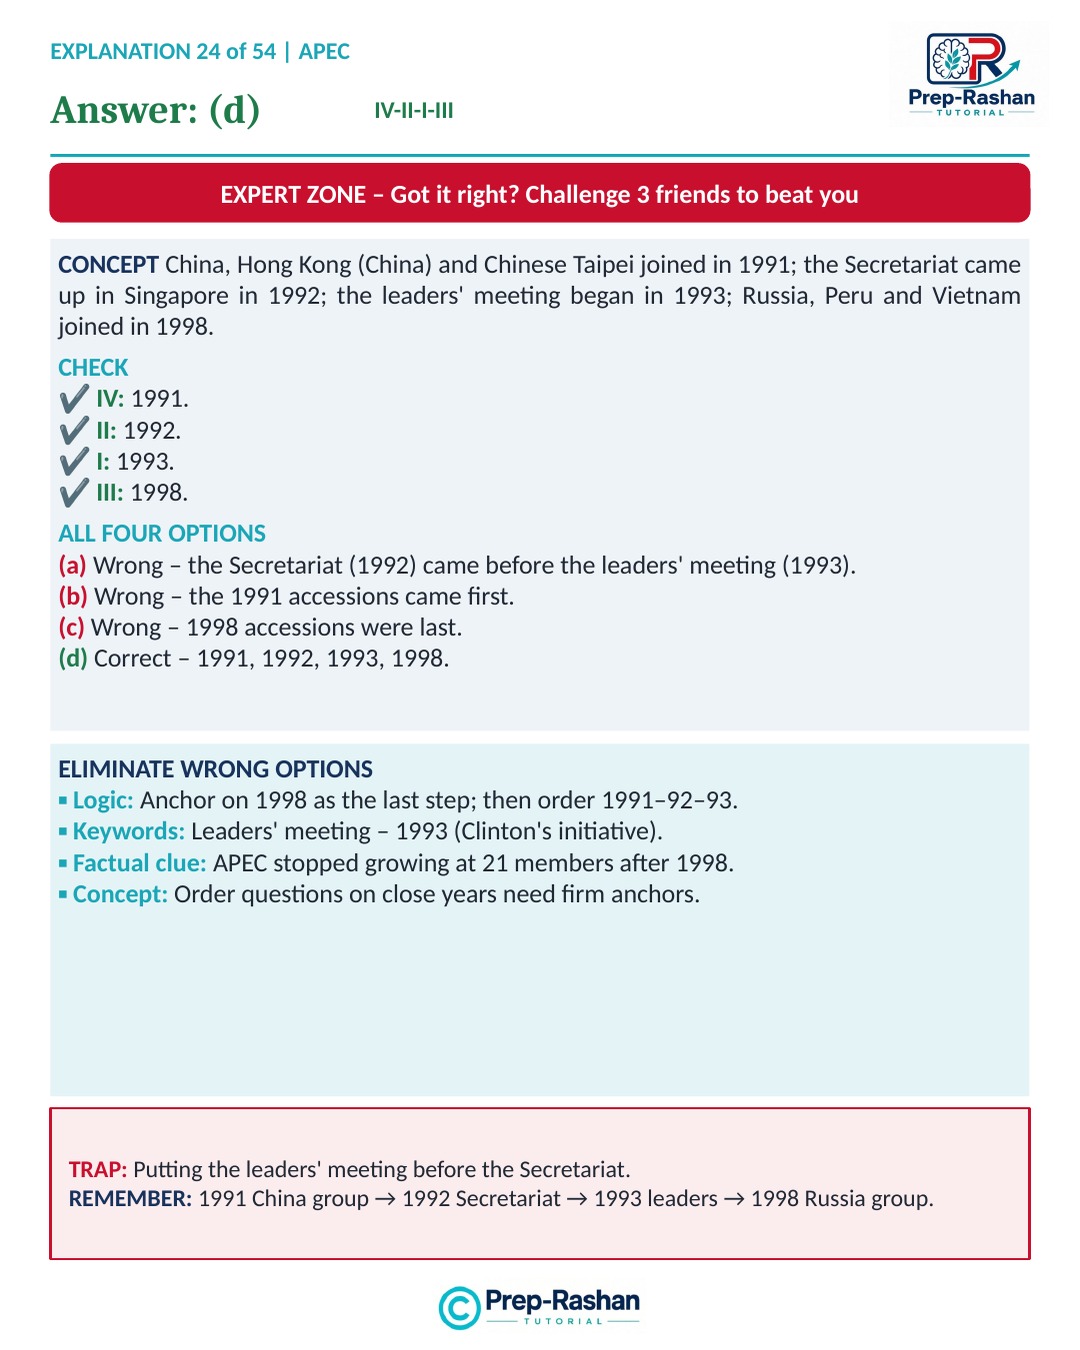 EXPLANATION 24 of 54 | APEC
Prep-Rashan
TUTORIAL
Answer: (d) IV-II-I-III
EXPERT ZONE – Got it right? Challenge 3 friends to beat you
CONCEPT China, Hong Kong (China) and Chinese Taipei joined in 1991; the Secretariat came
up in Singapore in 1992; the leaders' meeting began in 1993; Russia, Peru and Vietnam
joined in 1998.
CHECK
✔ IV: 1991.
✔ II: 1992.
✔ I: 1993.
✔ III: 1998.
ALL FOUR OPTIONS
(a) Wrong – the Secretariat (1992) came before the leaders' meeting (1993).
(b) Wrong – the 1991 accessions came first.
(c) Wrong – 1998 accessions were last.
(d) Correct – 1991, 1992, 1993, 1998.
ELIMINATE WRONG OPTIONS
▪ Logic: Anchor on 1998 as the last step; then order 1991–92–93.
▪ Keywords: Leaders' meeting – 1993 (Clinton's initiative).
▪ Factual clue: APEC stopped growing at 21 members after 1998.
▪ Concept: Order questions on close years need firm anchors.
TRAP: Putting the leaders' meeting before the Secretariat.
REMEMBER: 1991 China group → 1992 Secretariat → 1993 leaders → 1998 Russia group.
© Prep-Rashan
TUTORIAL